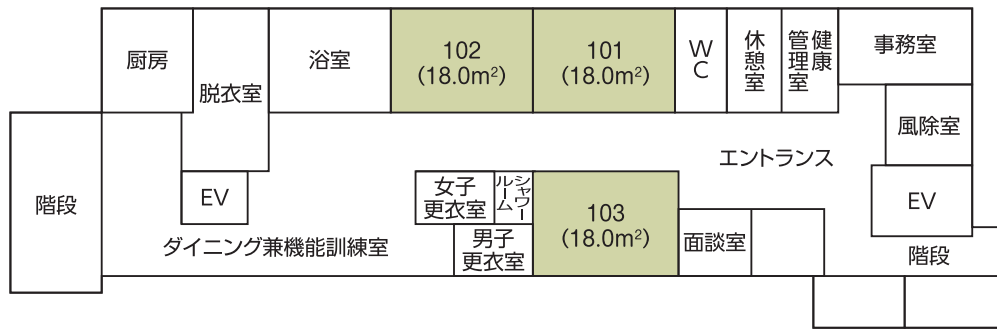 厨房
脱衣室
浴室
102
(18.0m²)
101
(18.0m²)
WC
休憩室
健康
管理室
事務室
風除室
エントランス
階段
EV
女子
更衣室
シャワー
ルーム
103
(18.0m²)
EV
ダイニング兼機能訓練室
男子
更衣室
面談室
階段